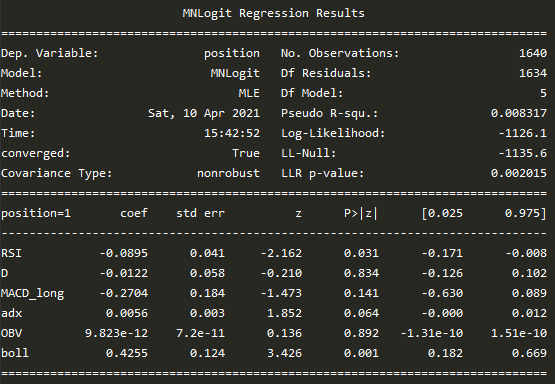 MNLogit Regression Results
==============================================================================
Dep. Variable: position No. Observations: 1640
Model: MNLogit Df Residuals: 1634
Method: MLE Df Model: 5
Date: Sat, 10 Apr 2021 Pseudo R-squ.: 0.008317
Time: 15:42:52 Log-Likelihood: -1126.1
converged: True LL-Null: -1135.6
Covariance Type: nonrobust LLR p-value: 0.002015
==============================================================================
position=1 coef std err z P>|z| [0.025 0.975]
------------------------------------------------------------------------------
RSI -0.0895 0.041 -2.162 0.031 -0.171 -0.008
D -0.0122 0.058 -0.210 0.834 -0.126 0.102
MACD_long -0.2704 0.184 -1.473 0.141 -0.630 0.089
adx 0.0056 0.003 1.852 0.064 -0.000 0.012
OBV 9.823e-12 7.2e-11 0.136 0.892 -1.31e-10 1.51e-10
boll 0.4255 0.124 3.426 0.001 0.182 0.669
==============================================================================